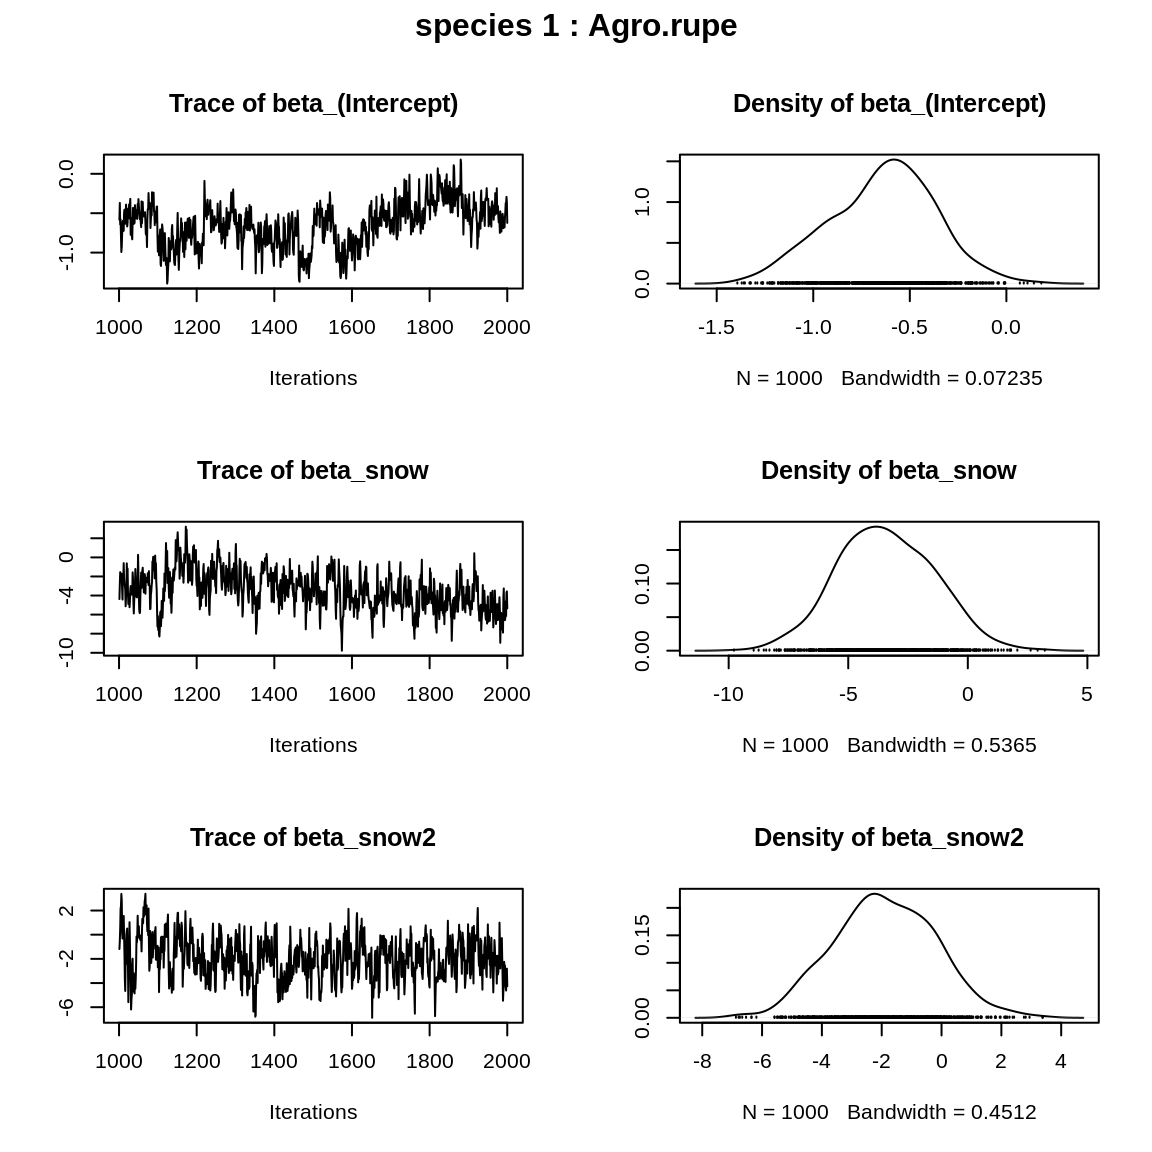 species 1 : Agro.rupe
Trace of beta_(Intercept)
0.0
-1.0
1000 1200 1400 1600 1800 2000
Iterations
Density of beta_(Intercept)
1.0
0.0
-1.5 -1.0 -0.5 0.0
N = 1000 Bandwidth = 0.07235
Trace of beta_snow
0
-4
-10
1000 1200 1400 1600 1800 2000
Iterations
Density of beta_snow
0.10
0.00
-10 -5 0 5
N = 1000 Bandwidth = 0.5365
Trace of beta_snow2
2
-2
-6
1000 1200 1400 1600 1800 2000
Iterations
Density of beta_snow2
0.15
0.00
-8 -6 -4 -2 0 2 4
N = 1000 Bandwidth = 0.4512